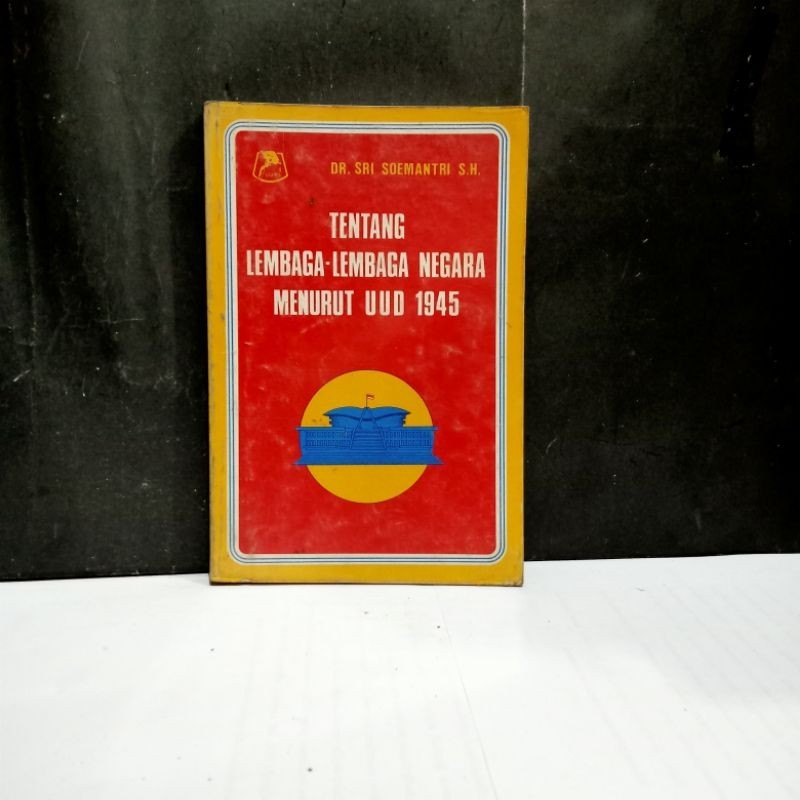 DR. SRI SOEMANTRI S.H.
TENTANG
LEMBAGA-LEMBAGA NEGARA
MENURUT UUD 1945